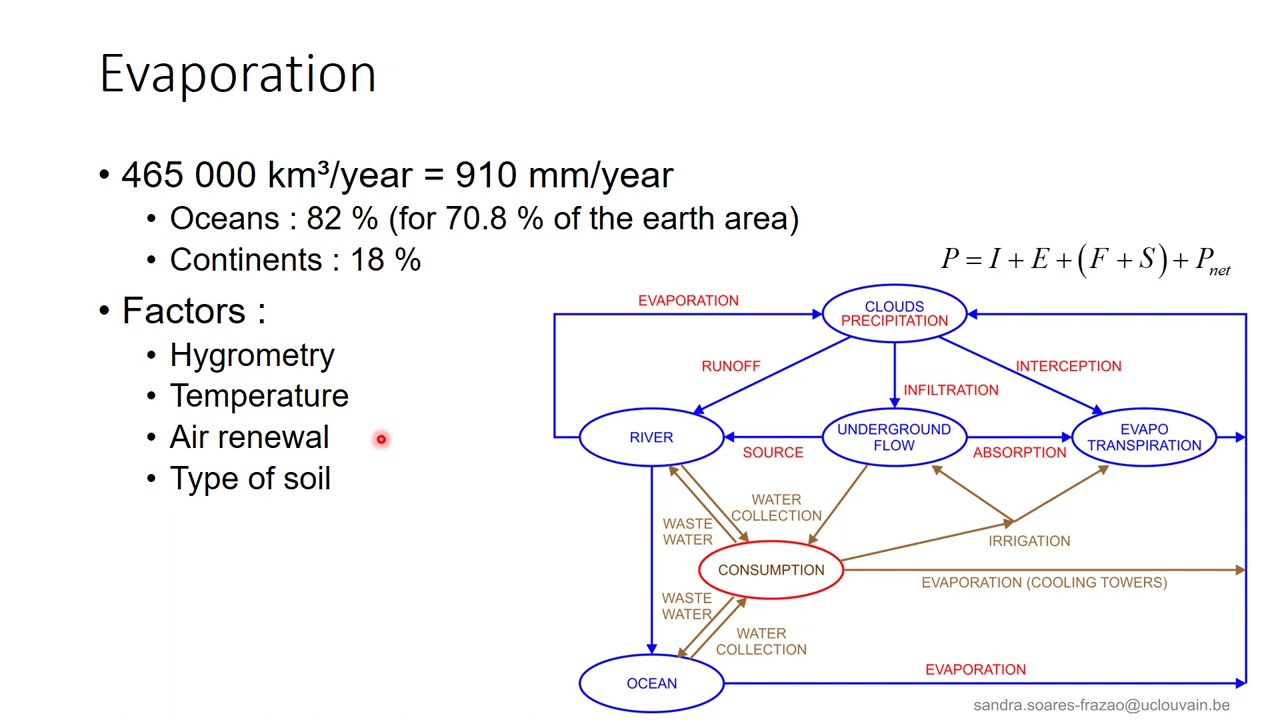 Evaporation
• 465 000 km³/year = 910 mm/year
• Oceans : 82 % (for 70.8 % of the earth area)
• Continents : 18 %
P = I + E + (F + S) + Pnet
• Factors :
• Hygrometry
• Temperature
• Air renewal
• Type of soil
EVAPORATION
CLOUDS
PRECIPITATION
RUNOFF
INFILTRATION
INTERCEPTION
RIVER
SOURCE
UNDERGROUND
FLOW
ABSORPTION
EVAPO
TRANSPIRATION
WASTE
WATER
WATER
COLLECTION
IRRIGATION
CONSUMPTION
EVAPORATION (COOLING TOWERS)
WASTE
WATER
WATER
COLLECTION
OCEAN
EVAPORATION
sandra.soares-frazao@uclouvain.be